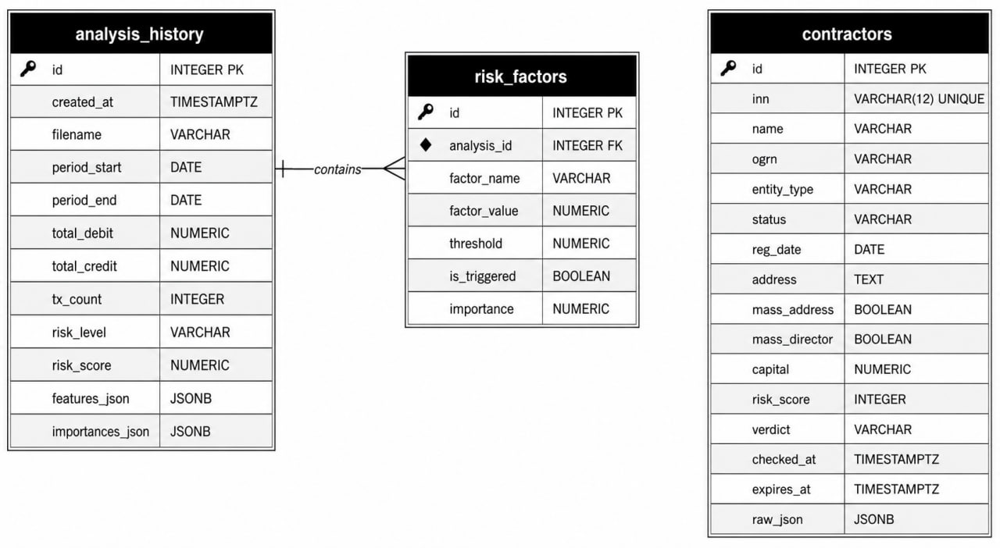 analysis_history
id INTEGER PK
created_at TIMESTAMPTZ
filename VARCHAR
period_start DATE
period_end DATE
total_debit NUMERIC
total_credit NUMERIC
tx_count INTEGER
risk_level VARCHAR
risk_score NUMERIC
features_json JSONB
importances_json JSONB
contains
risk_factors
id INTEGER PK
analysis_id INTEGER FK
factor_name VARCHAR
factor_value NUMERIC
threshold NUMERIC
is_triggered BOOLEAN
importance NUMERIC
contractors
id INTEGER PK
inn VARCHAR(12) UNIQUE
name VARCHAR
ogrn VARCHAR
entity_type VARCHAR
status VARCHAR
reg_date DATE
address TEXT
mass_address BOOLEAN
mass_director BOOLEAN
capital NUMERIC
risk_score INTEGER
verdict VARCHAR
checked_at TIMESTAMPTZ
expires_at TIMESTAMPTZ
raw_json JSONB